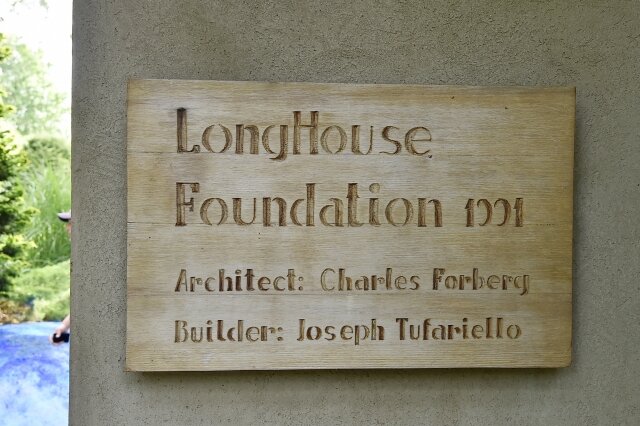 LongHouse
Foundation 1991
Architect: Charles Forberg
Builder: Joseph Tufariello